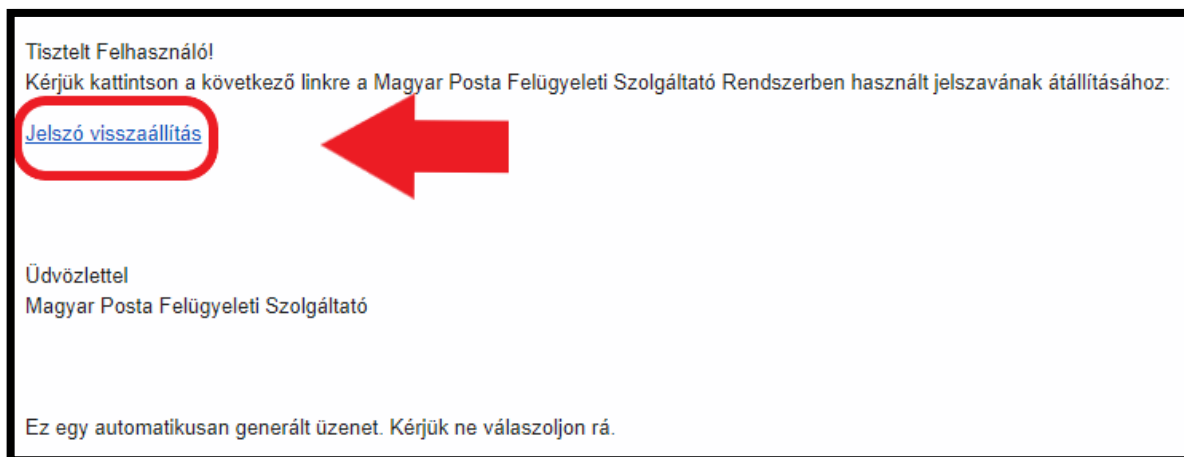 Tisztelt Felhasználó!
Kérjük kattintson a következő linkre a Magyar Posta Felügyeleti Szolgáltató Rendszerben használt jelszavának átállításához:
Jelszó visszaállítás
Üdvözlettel
Magyar Posta Felügyeleti Szolgáltató
Ez egy automatikusan generált üzenet. Kérjük ne válaszoljon rá.